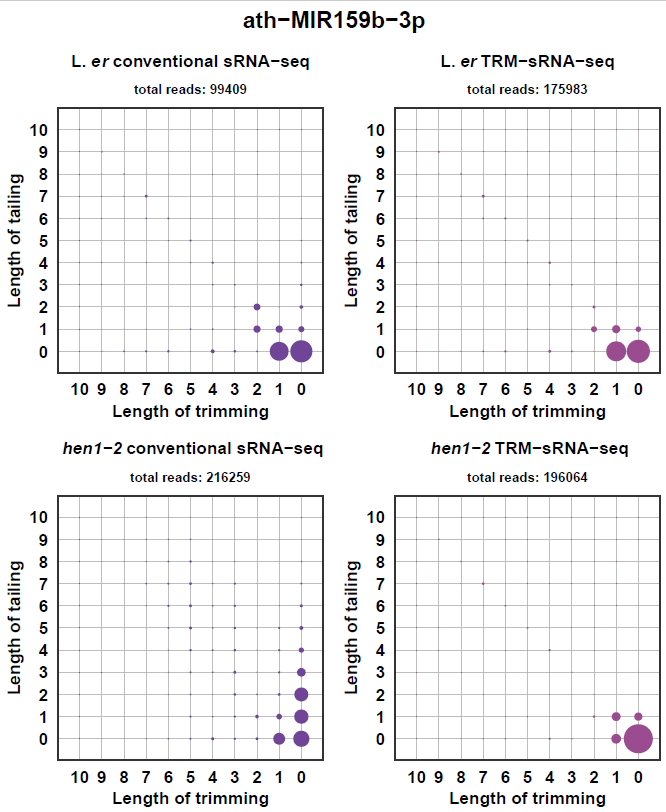 ath−MIR159b−3p
L. er conventional sRNA−seq
total reads: 99409
Length of tailing
10
9
8
7
6
5
4
3
2
1
0
10 9 8 7 6 5 4 3 2 1 0
Length of trimming
L. er TRM−sRNA−seq
total reads: 175983
Length of tailing
10
9
8
7
6
5
4
3
2
1
0
10 9 8 7 6 5 4 3 2 1 0
Length of trimming
hen1−2 conventional sRNA−seq
total reads: 216259
Length of tailing
10
9
8
7
6
5
4
3
2
1
0
10 9 8 7 6 5 4 3 2 1 0
Length of trimming
hen1−2 TRM−sRNA−seq
total reads: 196064
Length of tailing
10
9
8
7
6
5
4
3
2
1
0
10 9 8 7 6 5 4 3 2 1 0
Length of trimming